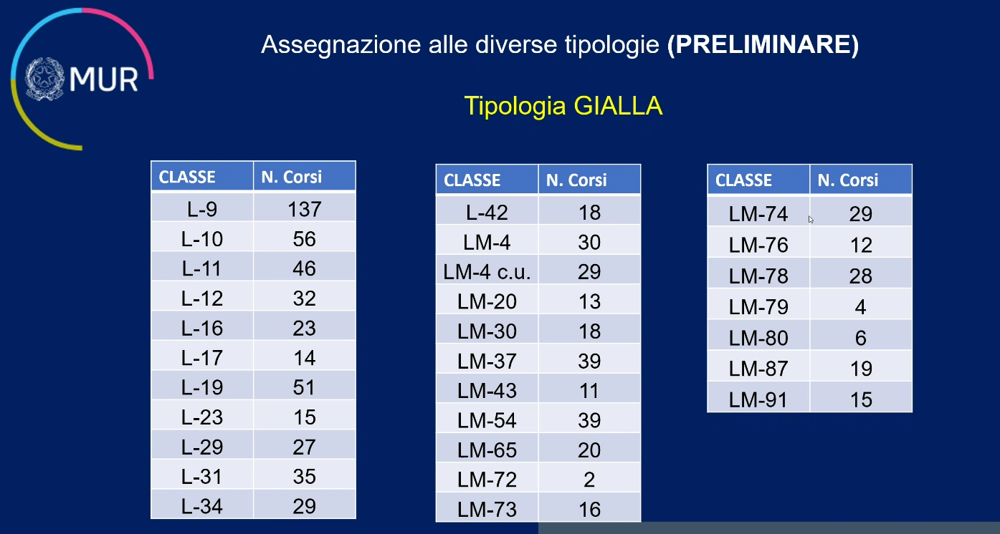 MUR
Assegnazione alle diverse tipologie (PRELIMINARE)
Tipologia GIALLA
CLASSE N. Corsi
L-9 137
L-10 56
L-11 46
L-12 32
L-16 23
L-17 14
L-19 51
L-23 15
L-29 27
L-31 35
L-34 29
CLASSE N. Corsi
L-42 18
LM-4 30
LM-4 c.u. 29
LM-20 13
LM-30 18
LM-37 39
LM-43 11
LM-54 39
LM-65 20
LM-72 2
LM-73 16
CLASSE N. Corsi
LM-74 29
LM-76 12
LM-78 28
LM-79 4
LM-80 6
LM-87 19
LM-91 15